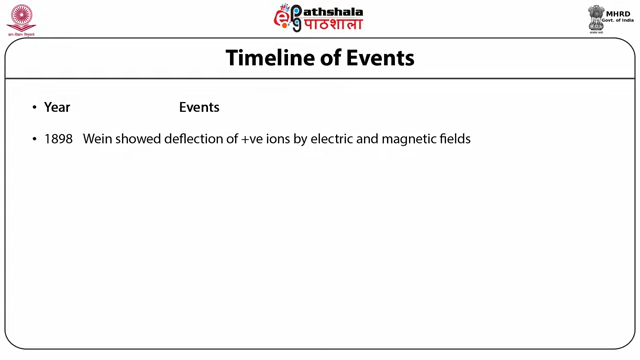 Pathshala
पाठशाला
MHRD
Govt. of India
Timeline of Events
• Year Events
• 1898 Wein showed deflection of +ve ions by electric and magnetic fields